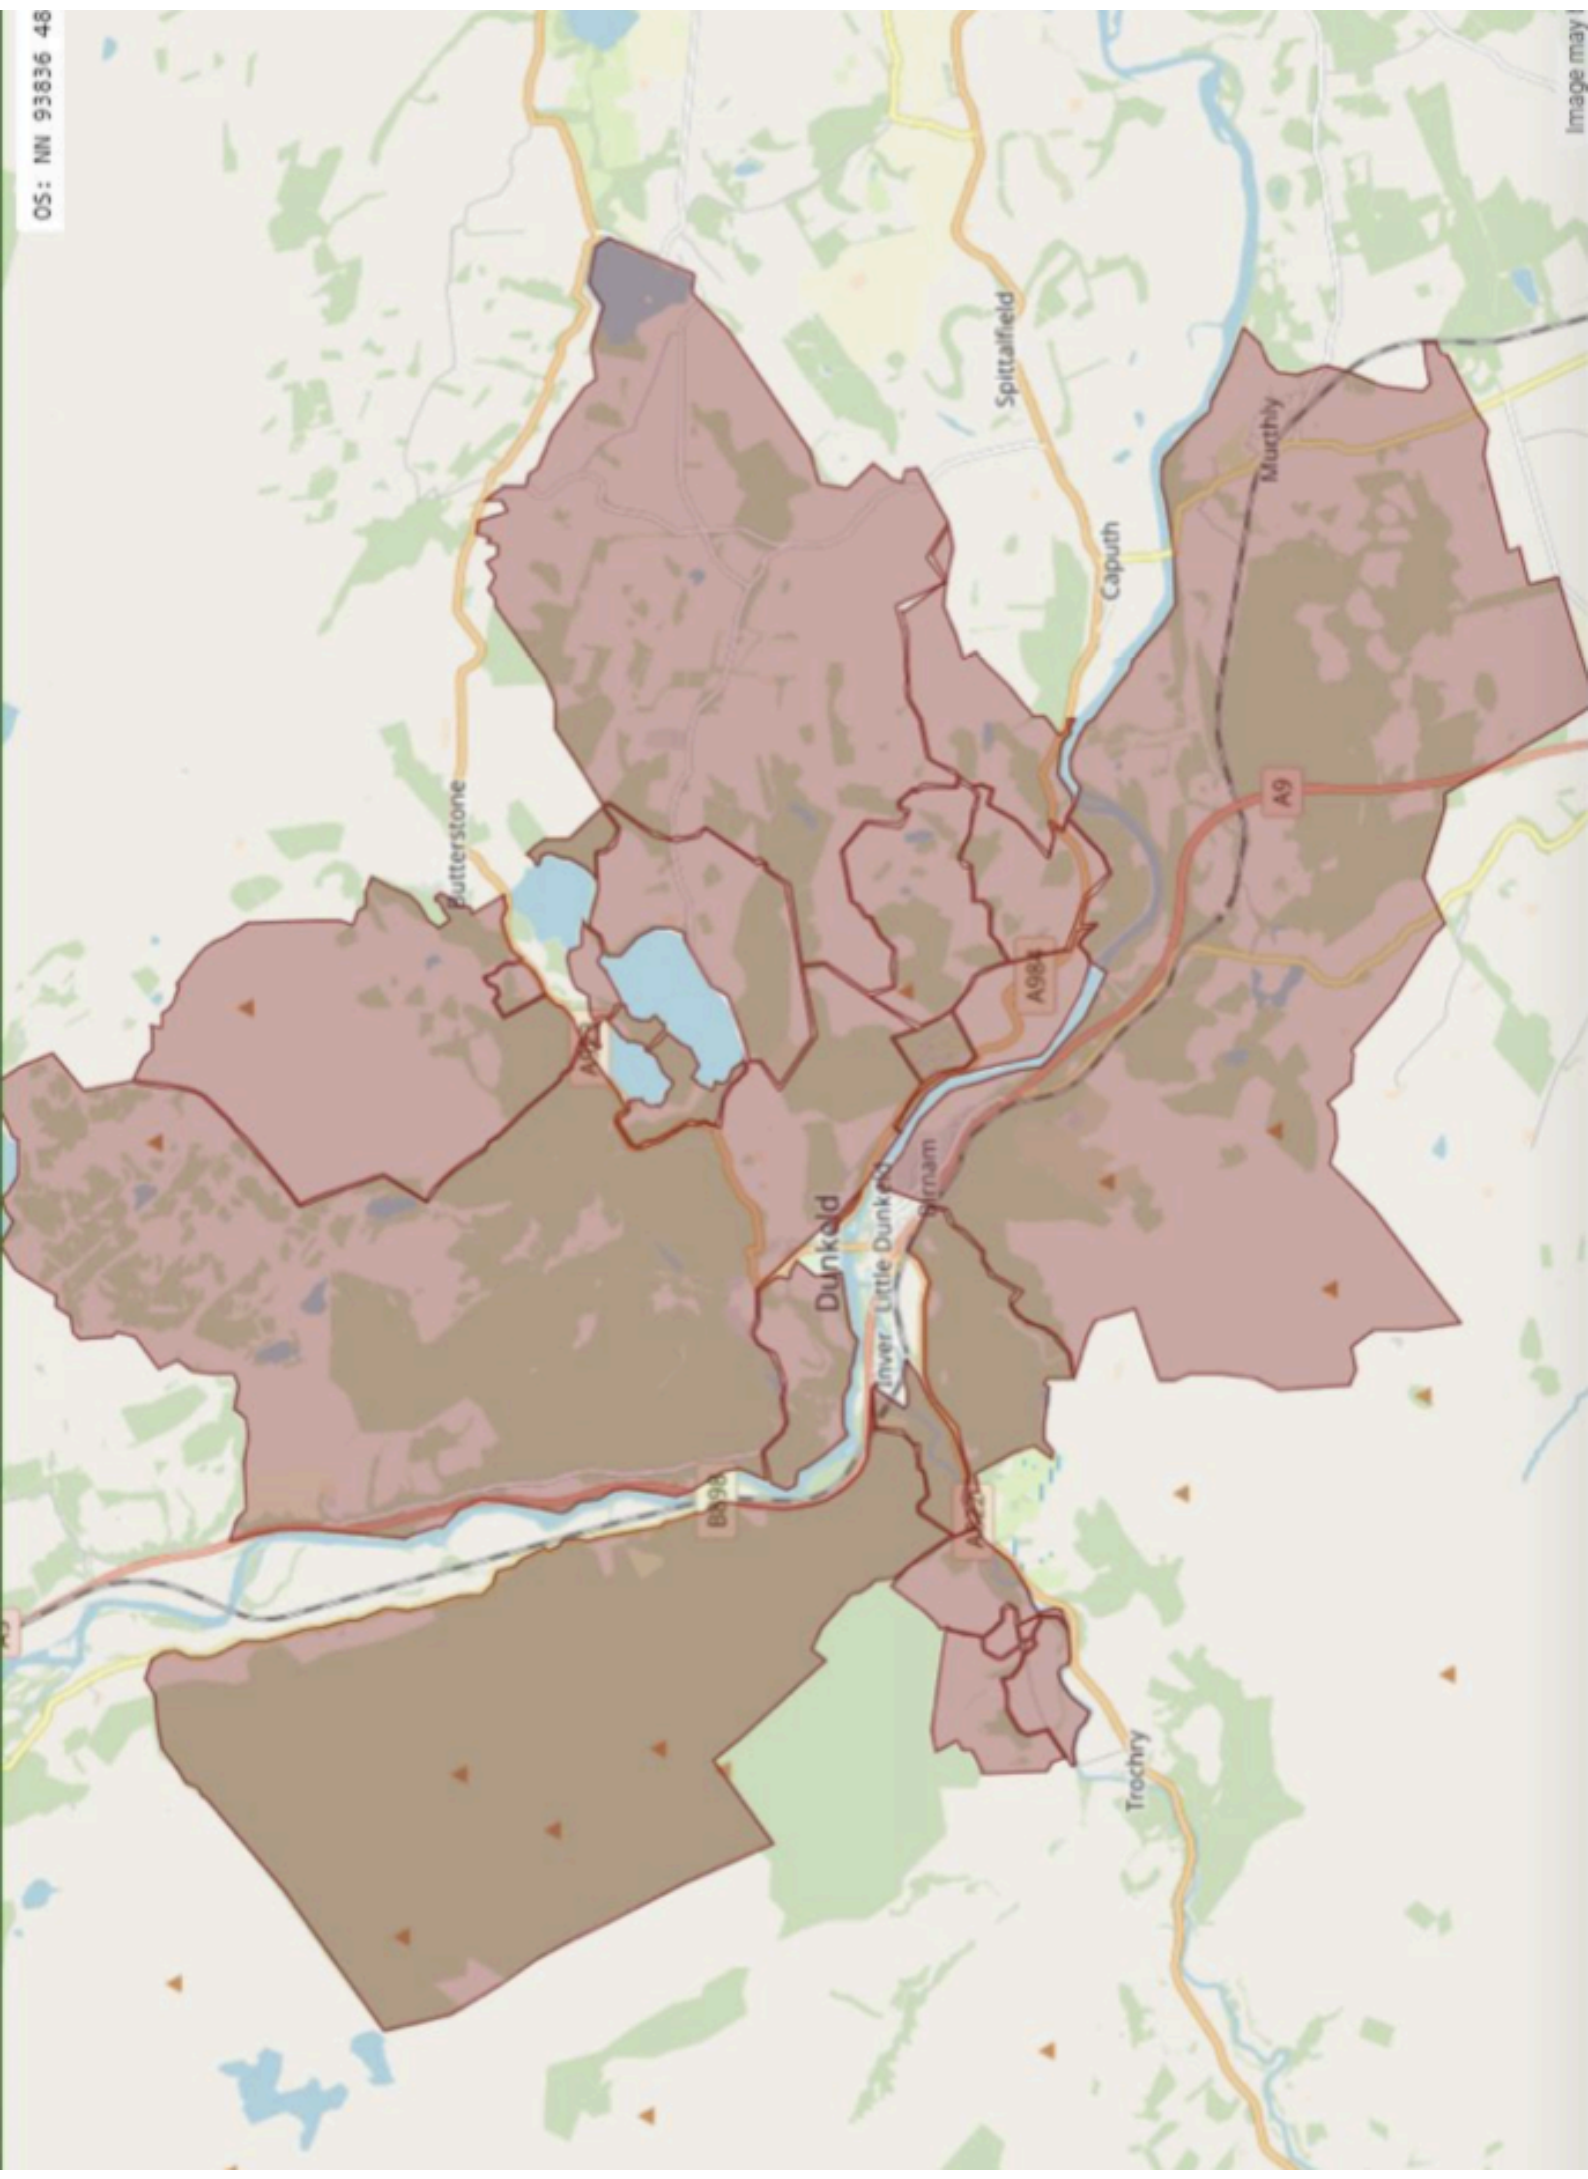 OS: NN 93836 48
Image may
Spittalfield
Murthly
Caputh
Butterstone
A9
A984
A923
Birnam
Dunkeld
Little Dunkeld
Inver
B898
A9
Trochry